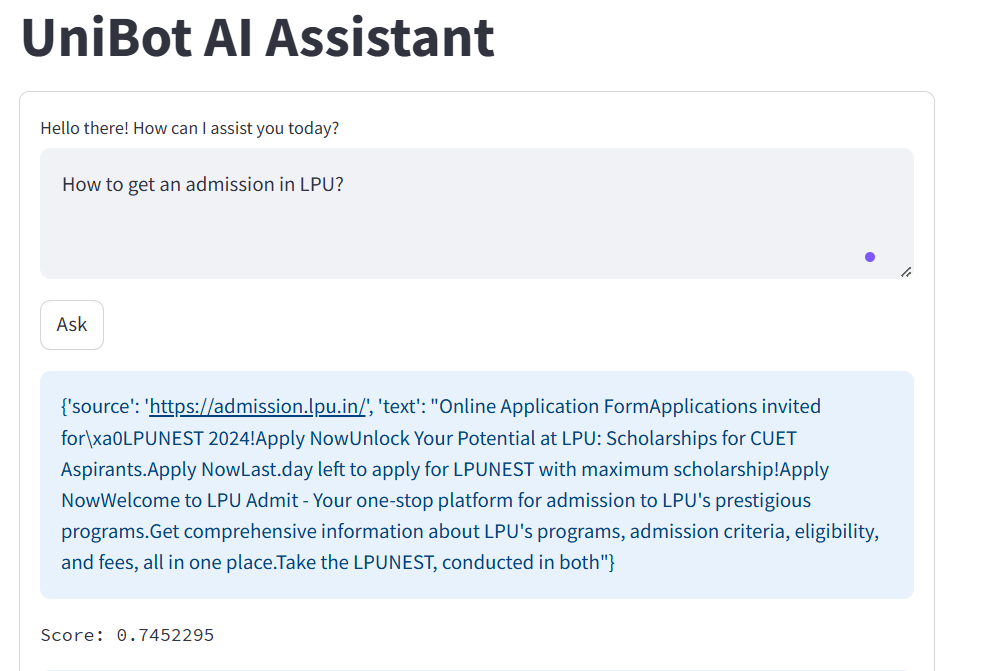 UniBot AI Assistant
Hello there! How can I assist you today?
How to get an admission in LPU?
Ask
{'source': 'https://admission.lpu.in/', 'text': "Online Application FormApplications invited
for\xa0LPUNEST 2024!Apply NowUnlock Your Potential at LPU: Scholarships for CUET
Aspirants.Apply NowLast.day left to apply for LPUNEST with maximum scholarship!Apply
NowWelcome to LPU Admit - Your one-stop platform for admission to LPU's prestigious
programs.Get comprehensive information about LPU's programs, admission criteria, eligibility,
and fees, all in one place.Take the LPUNEST, conducted in both"}
Score: 0.7452295